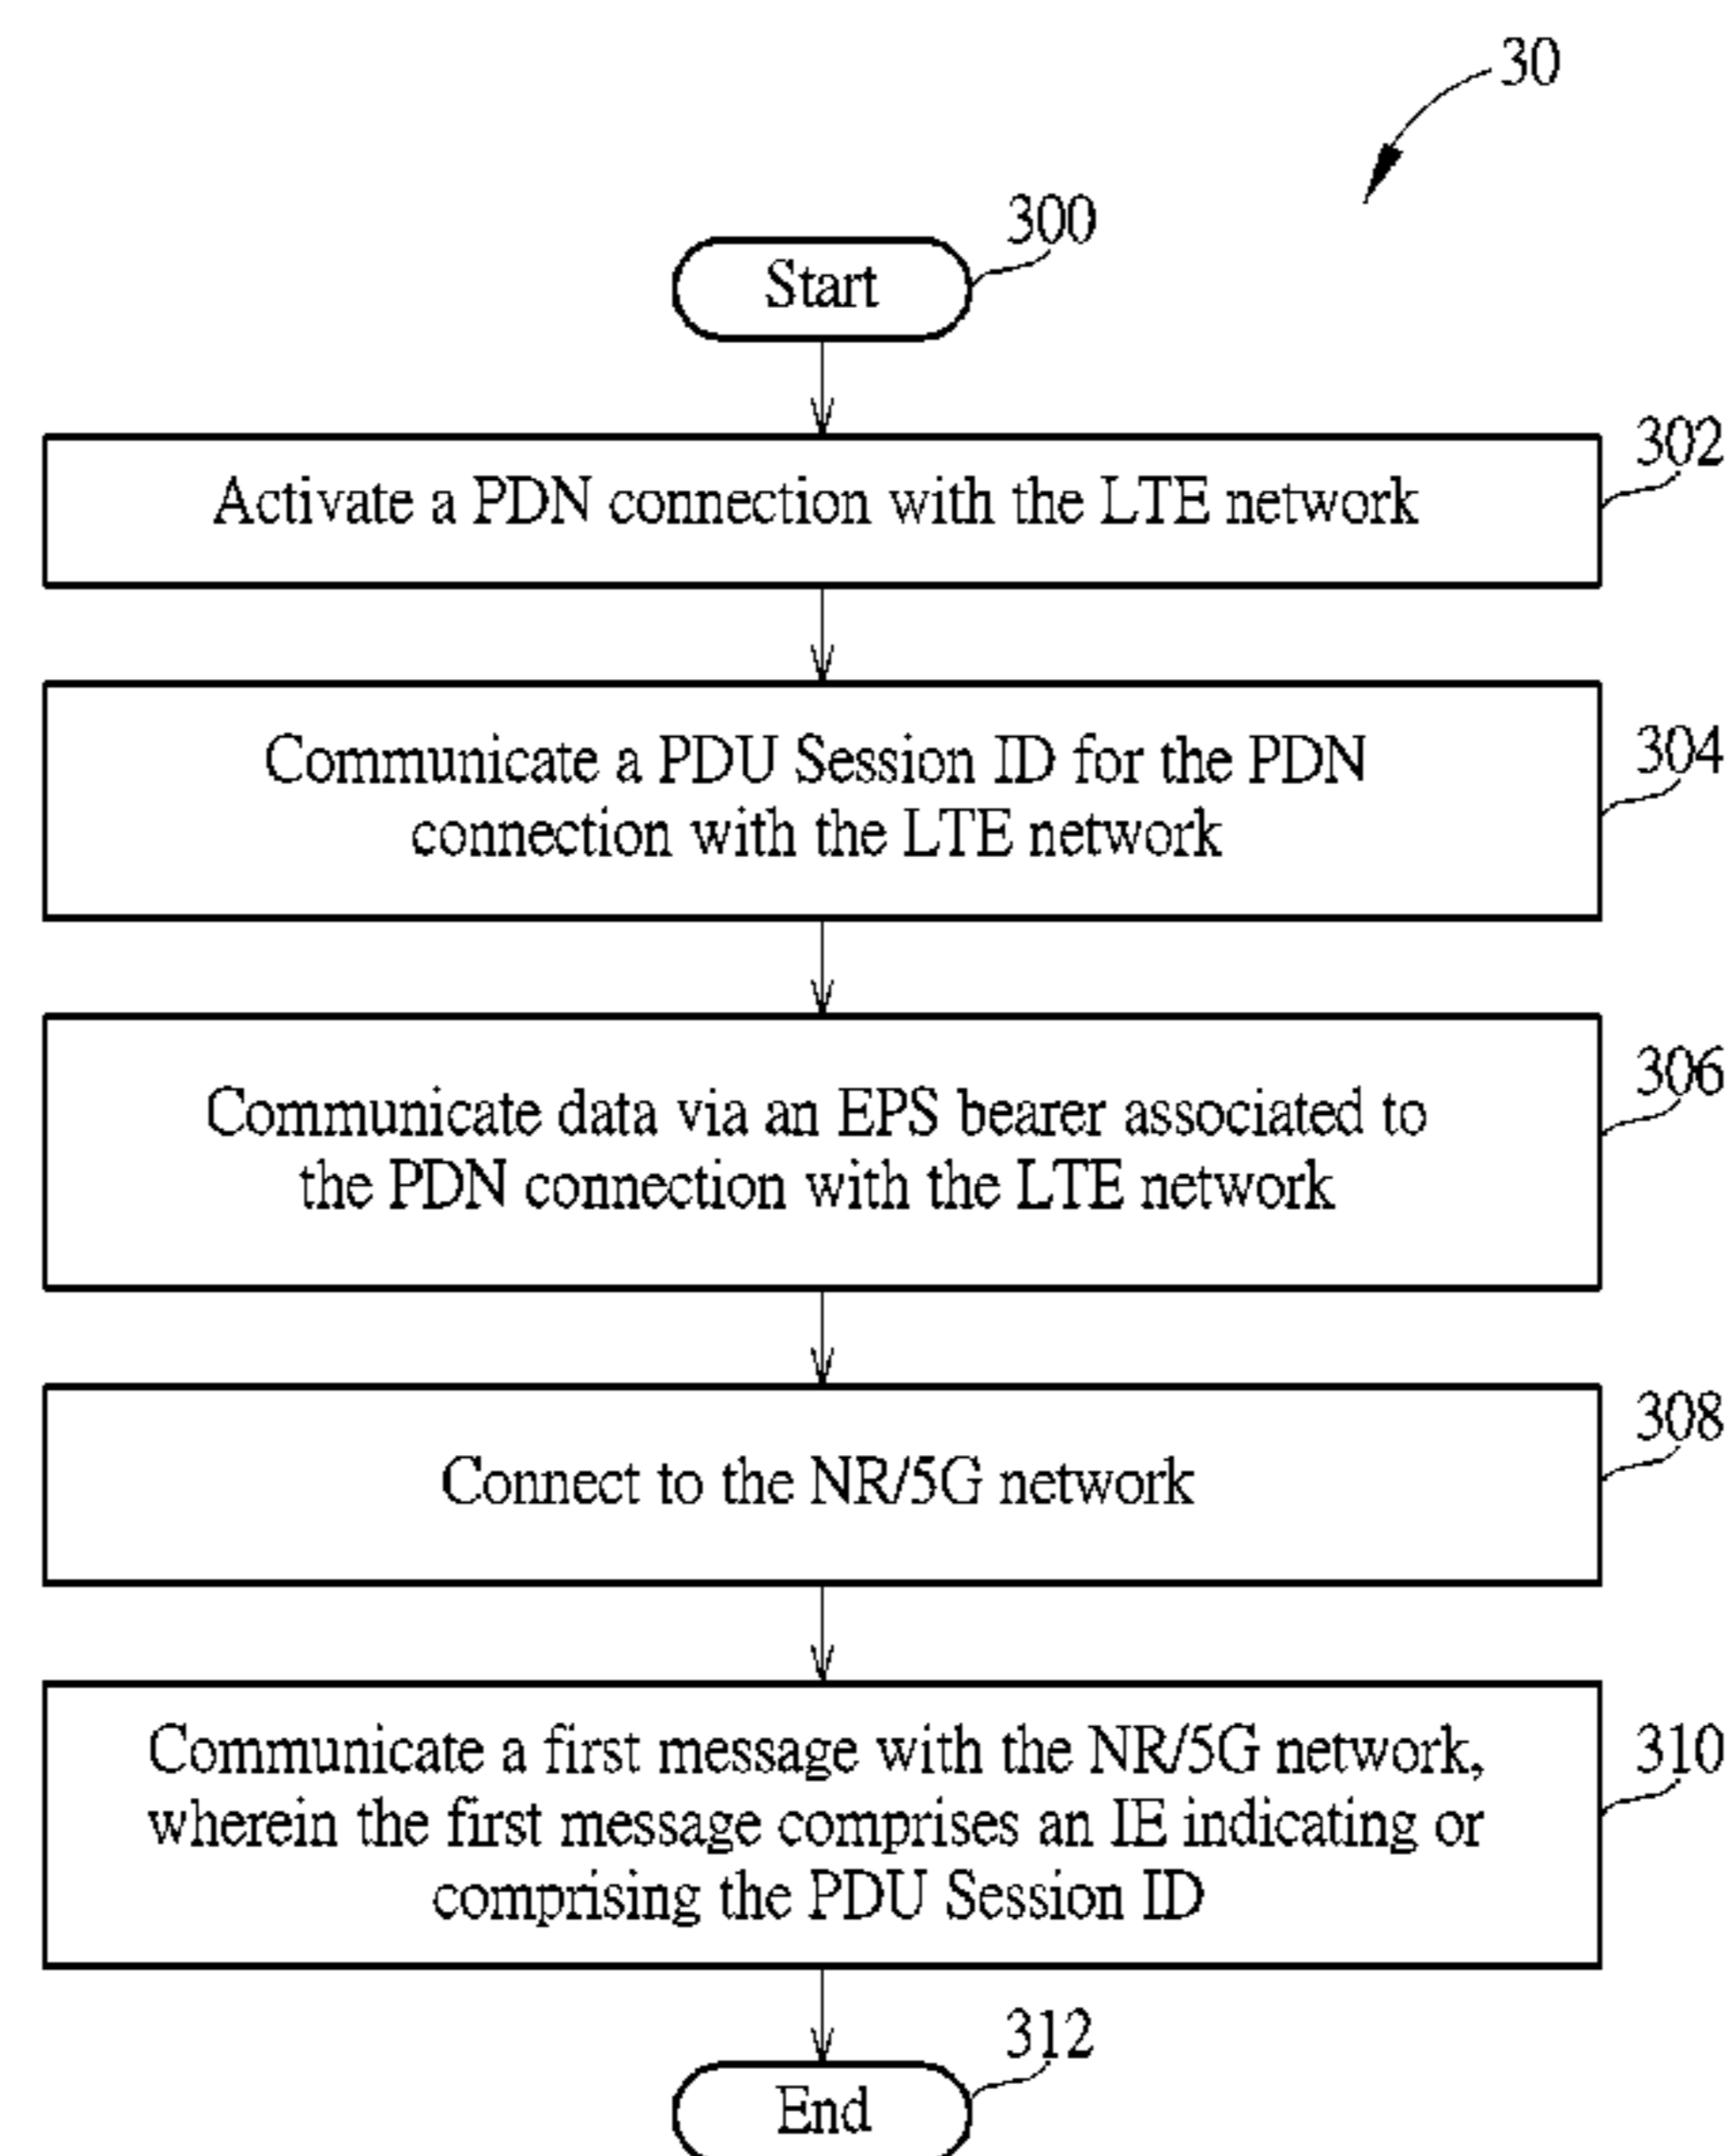 30
300
Start
302
Activate a PDN connection with the LTE network
304
Communicate a PDU Session ID for the PDN
connection with the LTE network
306
Communicate data via an EPS bearer associated to
the PDN connection with the LTE network
308
Connect to the NR/5G network
310
Communicate a first message with the NR/5G network,
wherein the first message comprises an IE indicating or
comprising the PDU Session ID
312
End